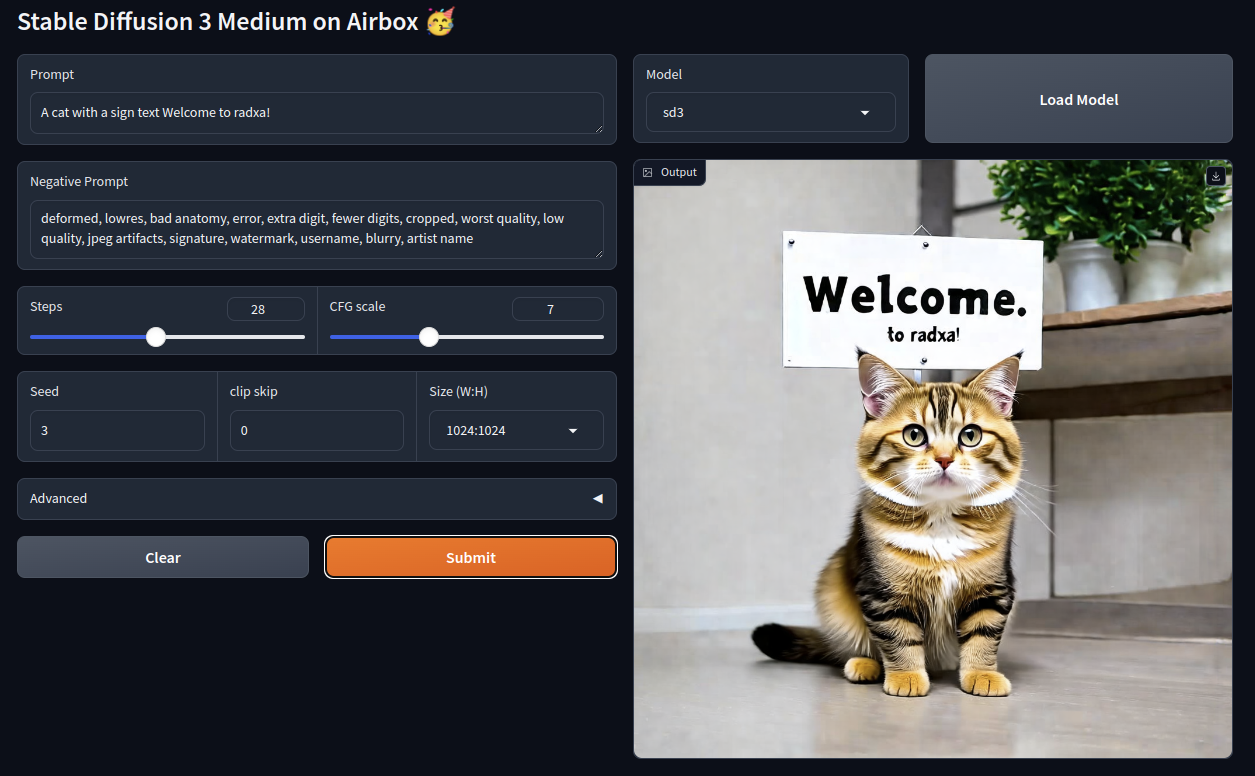 Stable Diffusion 3 Medium on Airbox 🥳
Prompt
A cat with a sign text Welcome to radxa!
Negative Prompt
deformed, lowres, bad anatomy, error, extra digit, fewer digits, cropped, worst quality, low
quality, jpeg artifacts, signature, watermark, username, blurry, artist name
Steps
28
CFG scale
7
Seed
3
clip skip
0
Size (W:H)
1024:1024
Advanced
Clear
Submit
Model
sd3
Load Model
Output
Welcome.
to radxa!